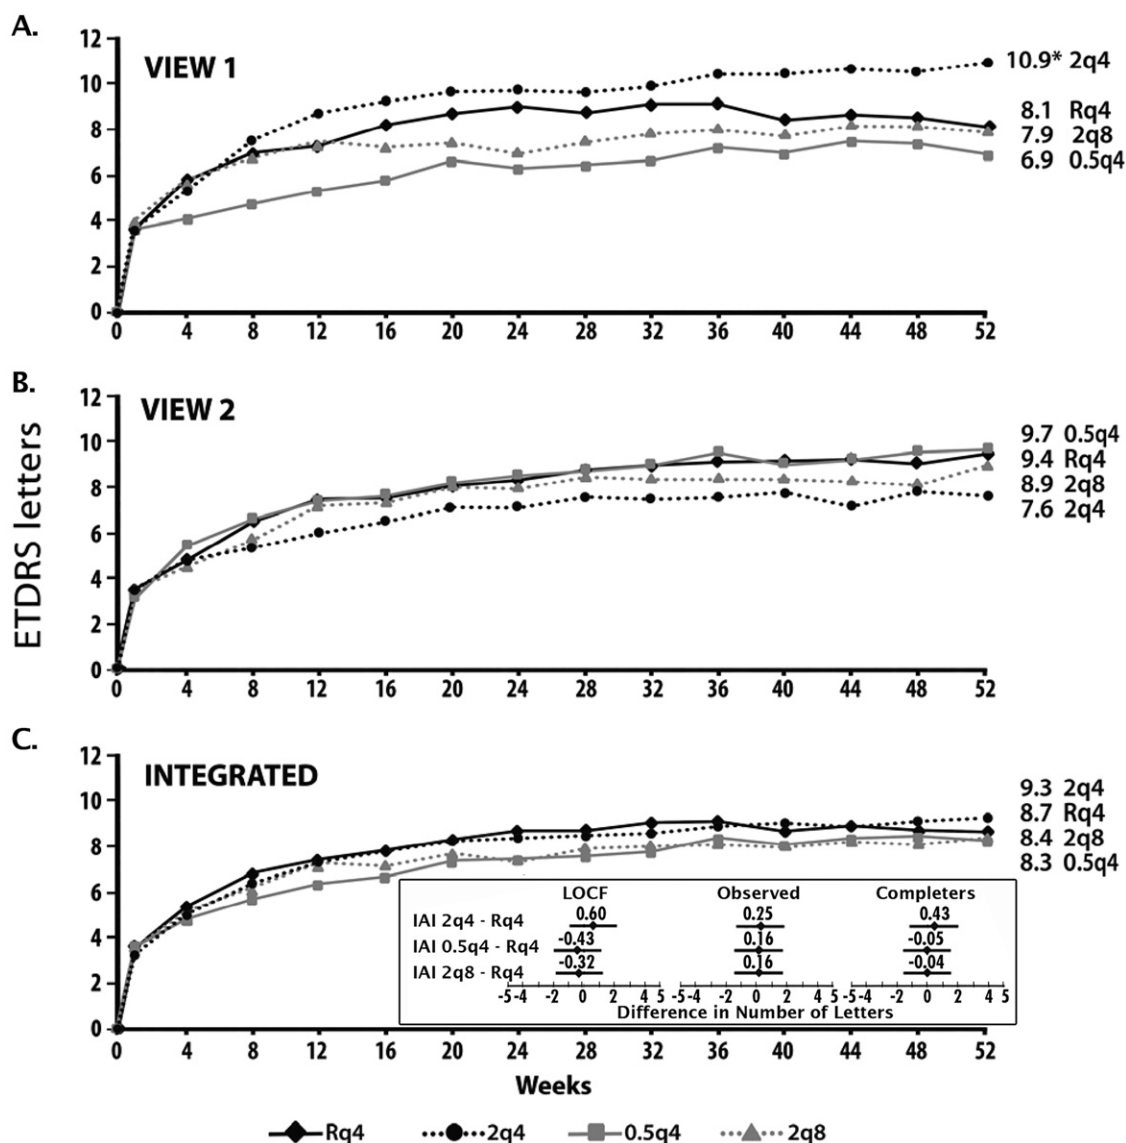 A.
VIEW 1
12
10
8
6
4
2
0
0 4 8 12 16 20 24 28 32 36 40 44 48 52
10.9* 2q4
8.1 Rq4
7.9 2q8
6.9 0.5q4
B.
VIEW 2
ETDRS letters
12
10
8
6
4
2
0
0 4 8 12 16 20 24 28 32 36 40 44 48 52
9.7 0.5q4
9.4 Rq4
8.9 2q8
7.6 2q4
C.
INTEGRATED
12
10
8
6
4
2
0
9.3 2q4
8.7 Rq4
8.4 2q8
8.3 0.5q4
LOCF Observed Completers
IAI 2q4 - Rq4 0.60 0.25 0.43
IAI 0.5q4 - Rq4 -0.43 0.16 -0.05
IAI 2q8 - Rq4 -0.32 0.16 -0.04
-5-4 -2 0 2 4 5 -5-4 -2 0 2 4 5 -5-4 -2 0 2 4 5
Difference in Number of Letters
0 4 8 12 16 20 24 28 32 36 40 44 48 52
Weeks
Rq4 2q4 0.5q4 2q8